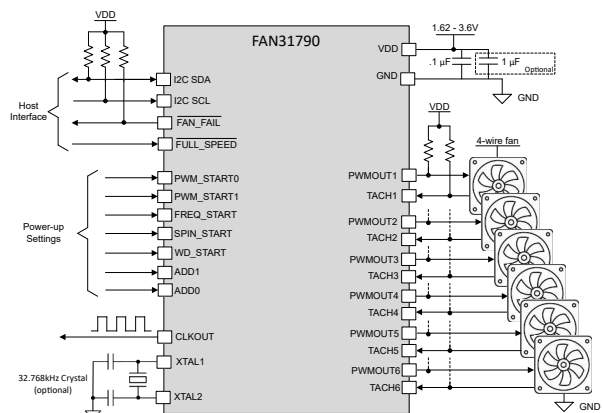 VDD
FAN31790
1.62 - 3.6V
VDD
.1 µF
1 µF
Optional
GND
GND
I2C SDA
I2C SCL
FAN_FAIL
FULL_SPEED
Host
Interface
VDD
4-wire fan
PWM_START0
PWM_START1
FREQ_START
SPIN_START
WD_START
ADD1
ADD0
Power-up
Settings
PWMOUT1
TACH1
PWMOUT2
TACH2
PWMOUT3
TACH3
PWMOUT4
TACH4
PWMOUT5
TACH5
PWMOUT6
TACH6
CLKOUT
XTAL1
32.768kHz Crystal
(optional)
XTAL2
GND